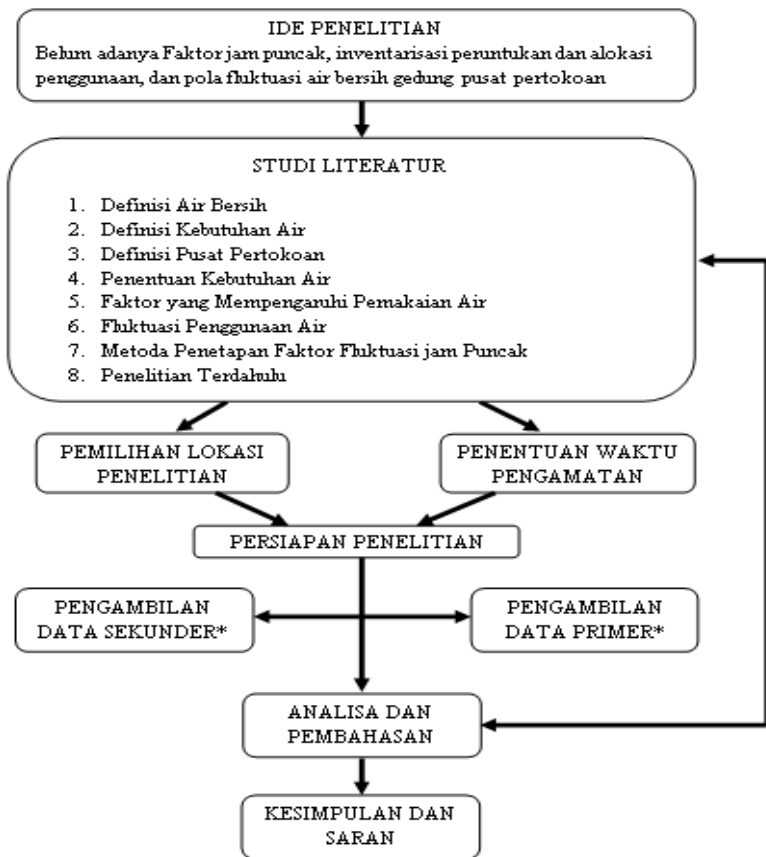 IDE PENELITIAN
Belum adanya Faktor jam puncak, inventarisasi peruntukan dan alokasi
penggunaan, dan pola fluktuasi air bersih gedung pusat pertokoan
STUDI LITERATUR
1. Definisi Air Bersih
2. Definisi Kebutuhan Air
3. Definisi Pusat Pertokoan
4. Penentuan Kebutuhan Air
5. Faktor yang Mempengaruhi Pemakaian Air
6. Fluktuasi Penggunaan Air
7. Metoda Penetapan Faktor Fluktuasi jam Puncak
8. Penelitian Terdahulu
PEMILIHAN LOKASI
PENELITIAN
PENENTUAN WAKTU
PENGAMATAN
PERSIAPAN PENELITIAN
PENGAMBILAN
DATA SEKUNDER*
PENGAMBILAN
DATA PRIMER*
ANALISA DAN
PEMBAHASAN
KESIMPULAN DAN
SARAN